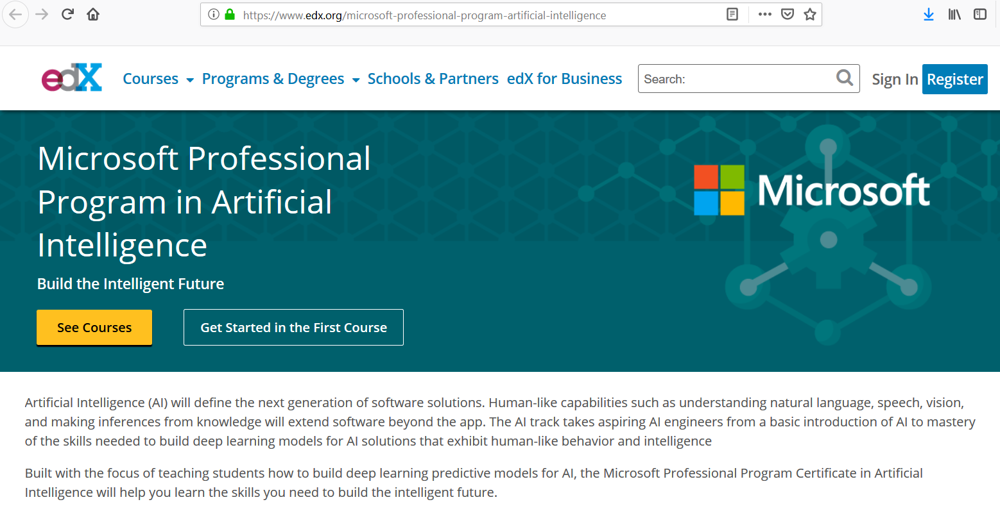 https://www.edx.org/microsoft-professional-program-artificial-intelligence
edX Courses Programs & Degrees Schools & Partners edX for Business Search: Sign In Register
Microsoft Professional
Program in Artificial
Intelligence
Microsoft
Build the Intelligent Future
See Courses Get Started in the First Course
Artificial Intelligence (AI) will define the next generation of software solutions. Human-like capabilities such as understanding natural language, speech, vision,
and making inferences from knowledge will extend software beyond the app. The AI track takes aspiring AI engineers from a basic introduction of AI to mastery
of the skills needed to build deep learning models for AI solutions that exhibit human-like behavior and intelligence
Built with the focus of teaching students how to build deep learning predictive models for AI, the Microsoft Professional Program Certificate in Artificial
Intelligence will help you learn the skills you need to build the intelligent future.